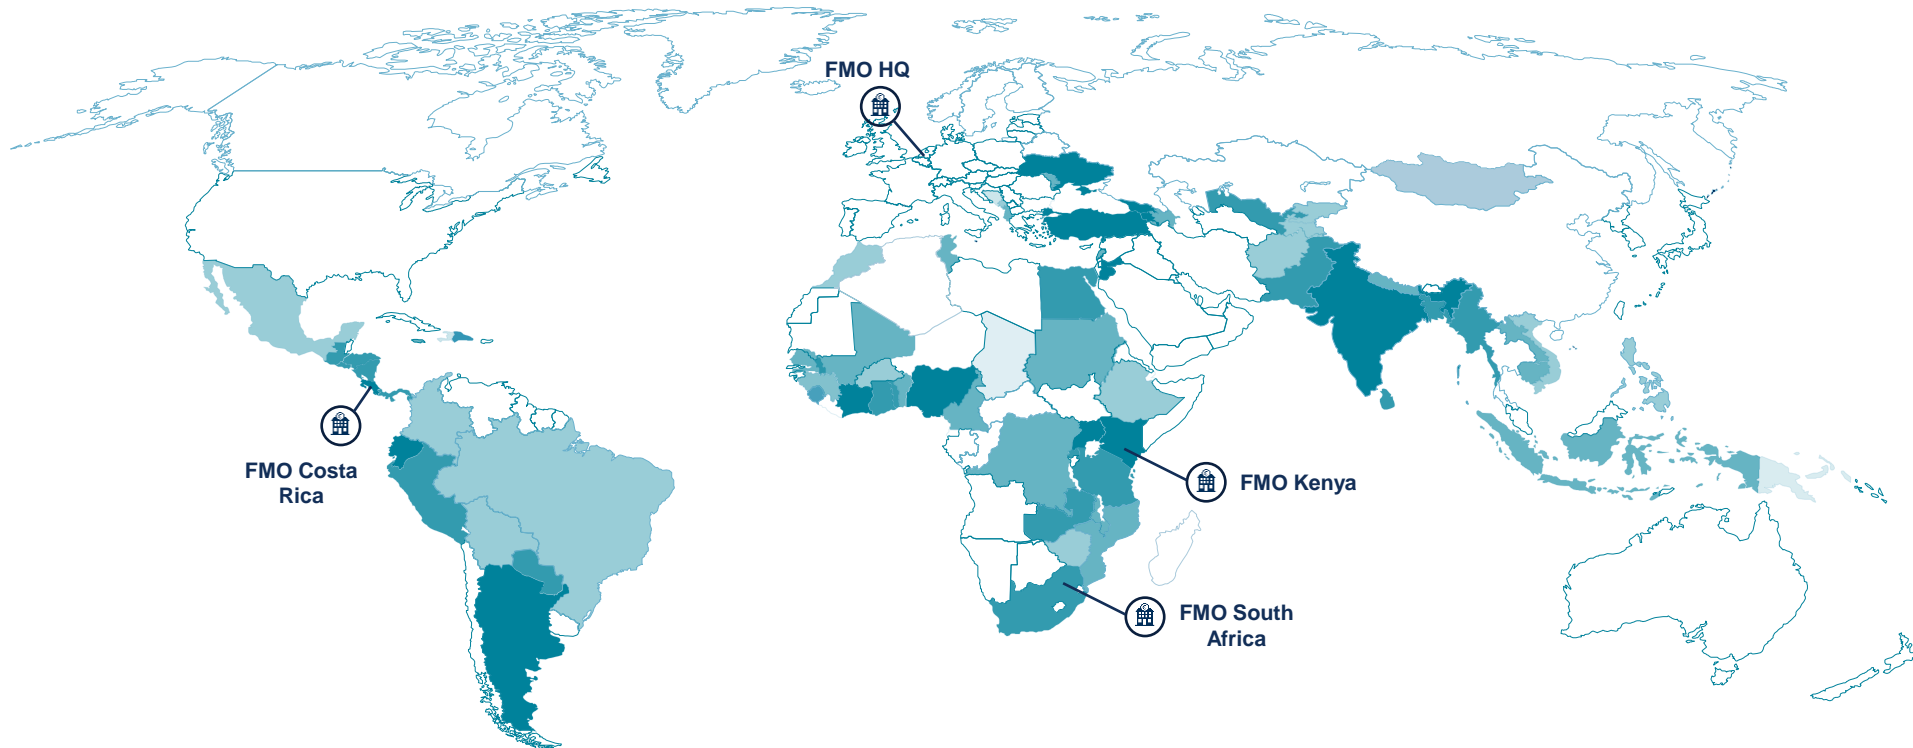 FMO HQ
FMO Costa
Rica
FMO Kenya
FMO South
Africa